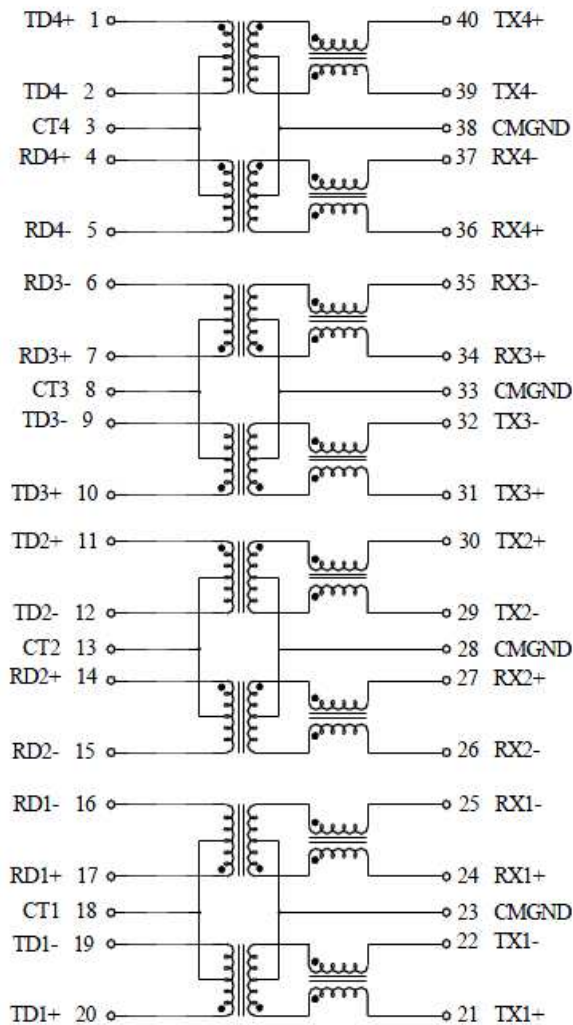 TD4+ 1 40 TX4+
TD4- 2 39 TX4-
CT4 3 38 CMGND
RD4+ 4 37 RX4-
RD4- 5 36 RX4+
RD3- 6 35 RX3-
RD3+ 7 34 RX3+
CT3 8 33 CMGND
TD3- 9 32 TX3-
TD3+ 10 31 TX3+
TD2+ 11 30 TX2+
TD2- 12 29 TX2-
CT2 13 28 CMGND
RD2+ 14 27 RX2+
RD2- 15 26 RX2-
RD1- 16 25 RX1-
RD1+ 17 24 RX1+
CT1 18 23 CMGND
TD1- 19 22 TX1-
TD1+ 20 21 TX1+